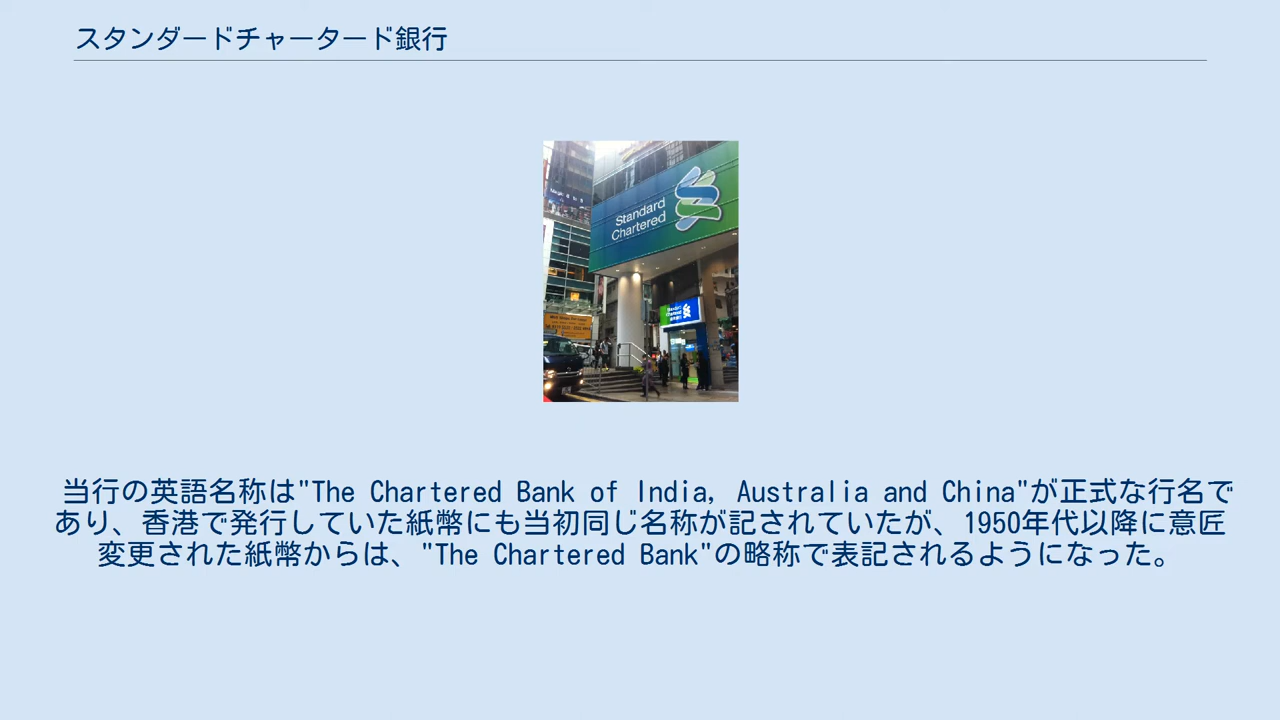 スタンダードチャータード銀行
Standard
Chartered
当行の英語名称は"The Chartered Bank of India, Australia and China"が正式な行名で
あり、香港で発行していた紙幣にも当初同じ名称が記されていたが、1950年代以降に意匠
変更された紙幣からは、"The Chartered Bank"の略称で表記されるようになった。